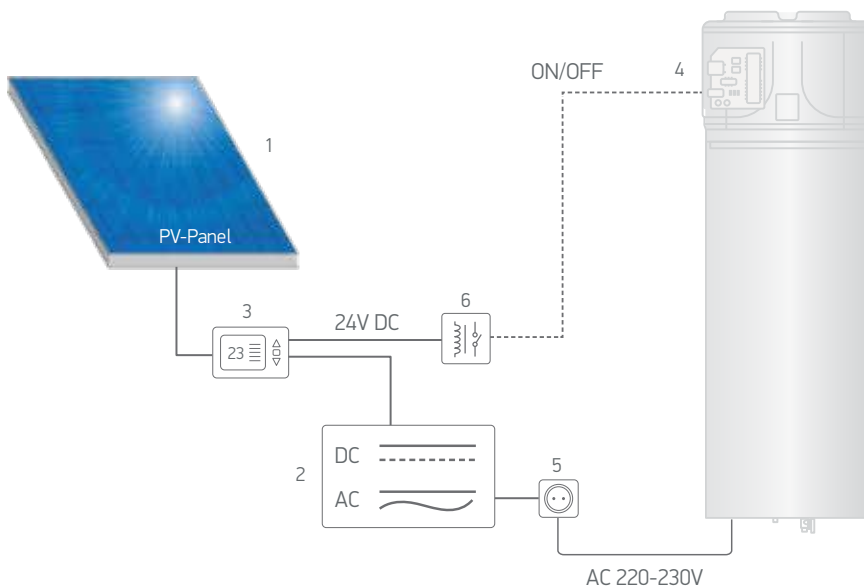 ON/OFF
4
1
PV-Panel
3
6
24V DC
23
DC
2
AC
5
AC 220-230V